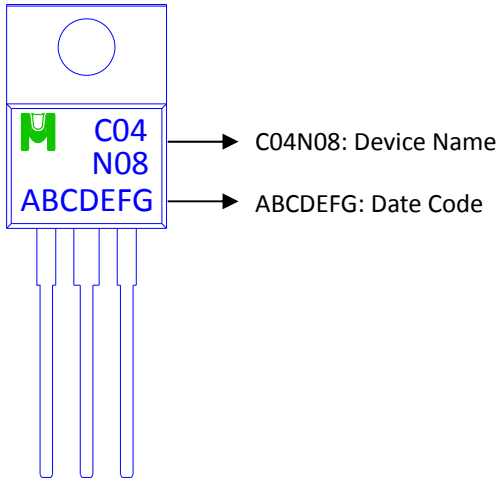 C04
N08
ABCDEFG
C04N08: Device Name
ABCDEFG: Date Code